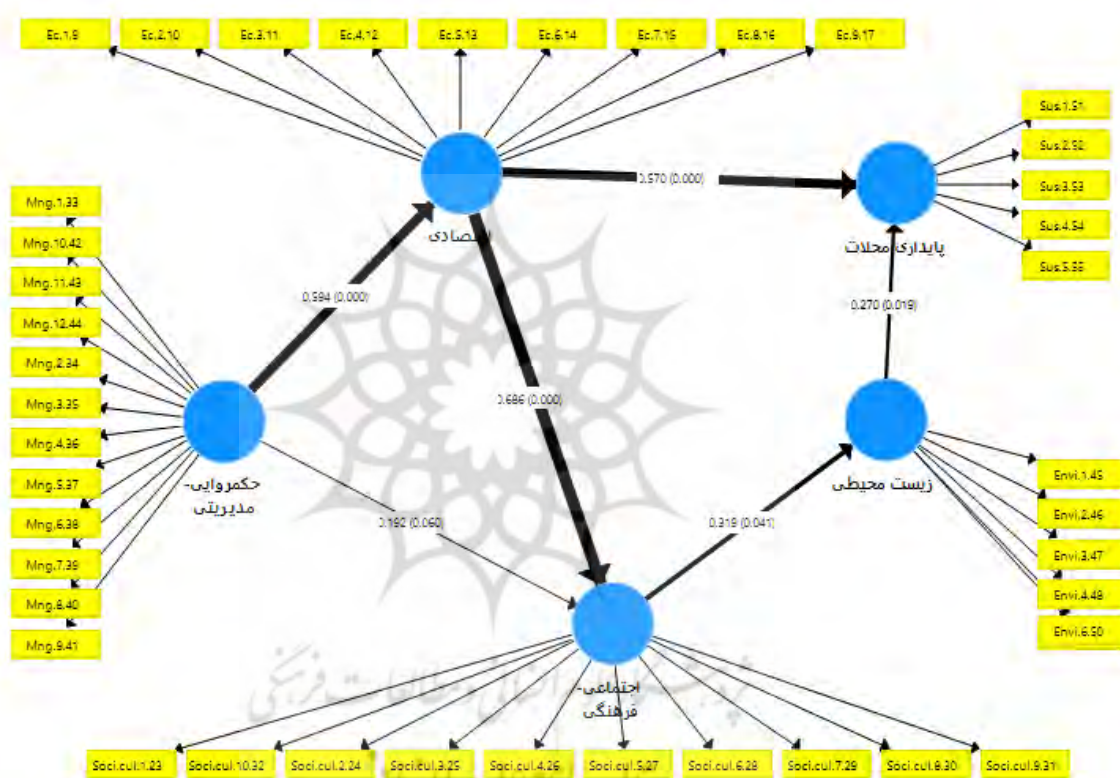 Ec.1.9
Ec.2.10
Ec.3.11
Ec.4.12
Ec.5.13
Ec.6.14
Ec.7.15
Ec.8.16
Ec.9.17
Sus.1.51
Sus.2.52
Sus.3.53
Sus.4.54
Sus.5.55
0.570 (0.000)
اقتصادی
پایداری محلات
Mng.1.33
Mng.10.42
Mng.11.43
Mng.12.44
Mng.2.34
Mng.3.35
Mng.4.36
Mng.5.37
Mng.6.38
Mng.7.39
Mng.8.40
Mng.9.41
0.594 (0.000)
0.270 (0.019)
0.686 (0.000)
حکمروایی-
مدیریتی
زیست محیطی
0.192 (0.060)
0.319 (0.041)
Envi.1.45
Envi.2.46
Envi.3.47
Envi.4.48
Envi.6.50
اجتماعی-
فرهنگی
پژوهشگاه علوم انسانی و مطالعات فرهنگی
Soci.cul.1.23
Soci.cul.10.32
Soci.cul.2.24
Soci.cul.3.25
Soci.cul.4.26
Soci.cul.5.27
Soci.cul.6.28
Soci.cul.7.29
Soci.cul.8.30
Soci.cul.9.31